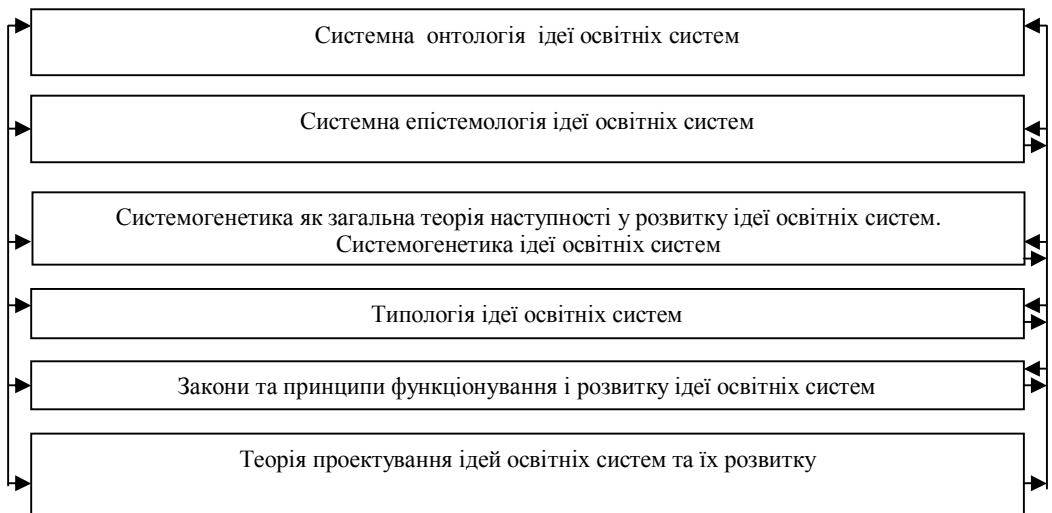 Системна онтологія ідеї освітніх систем
Системна епістемологія ідеї освітніх систем
Системогенетика як загальна теорія наступності у розвитку ідеї освітніх систем.
Системогенетика ідеї освітніх систем
Типологія ідеї освітніх систем
Закони та принципи функціонування і розвитку ідеї освітніх систем
Теорія проектування ідей освітніх систем та їх розвитку